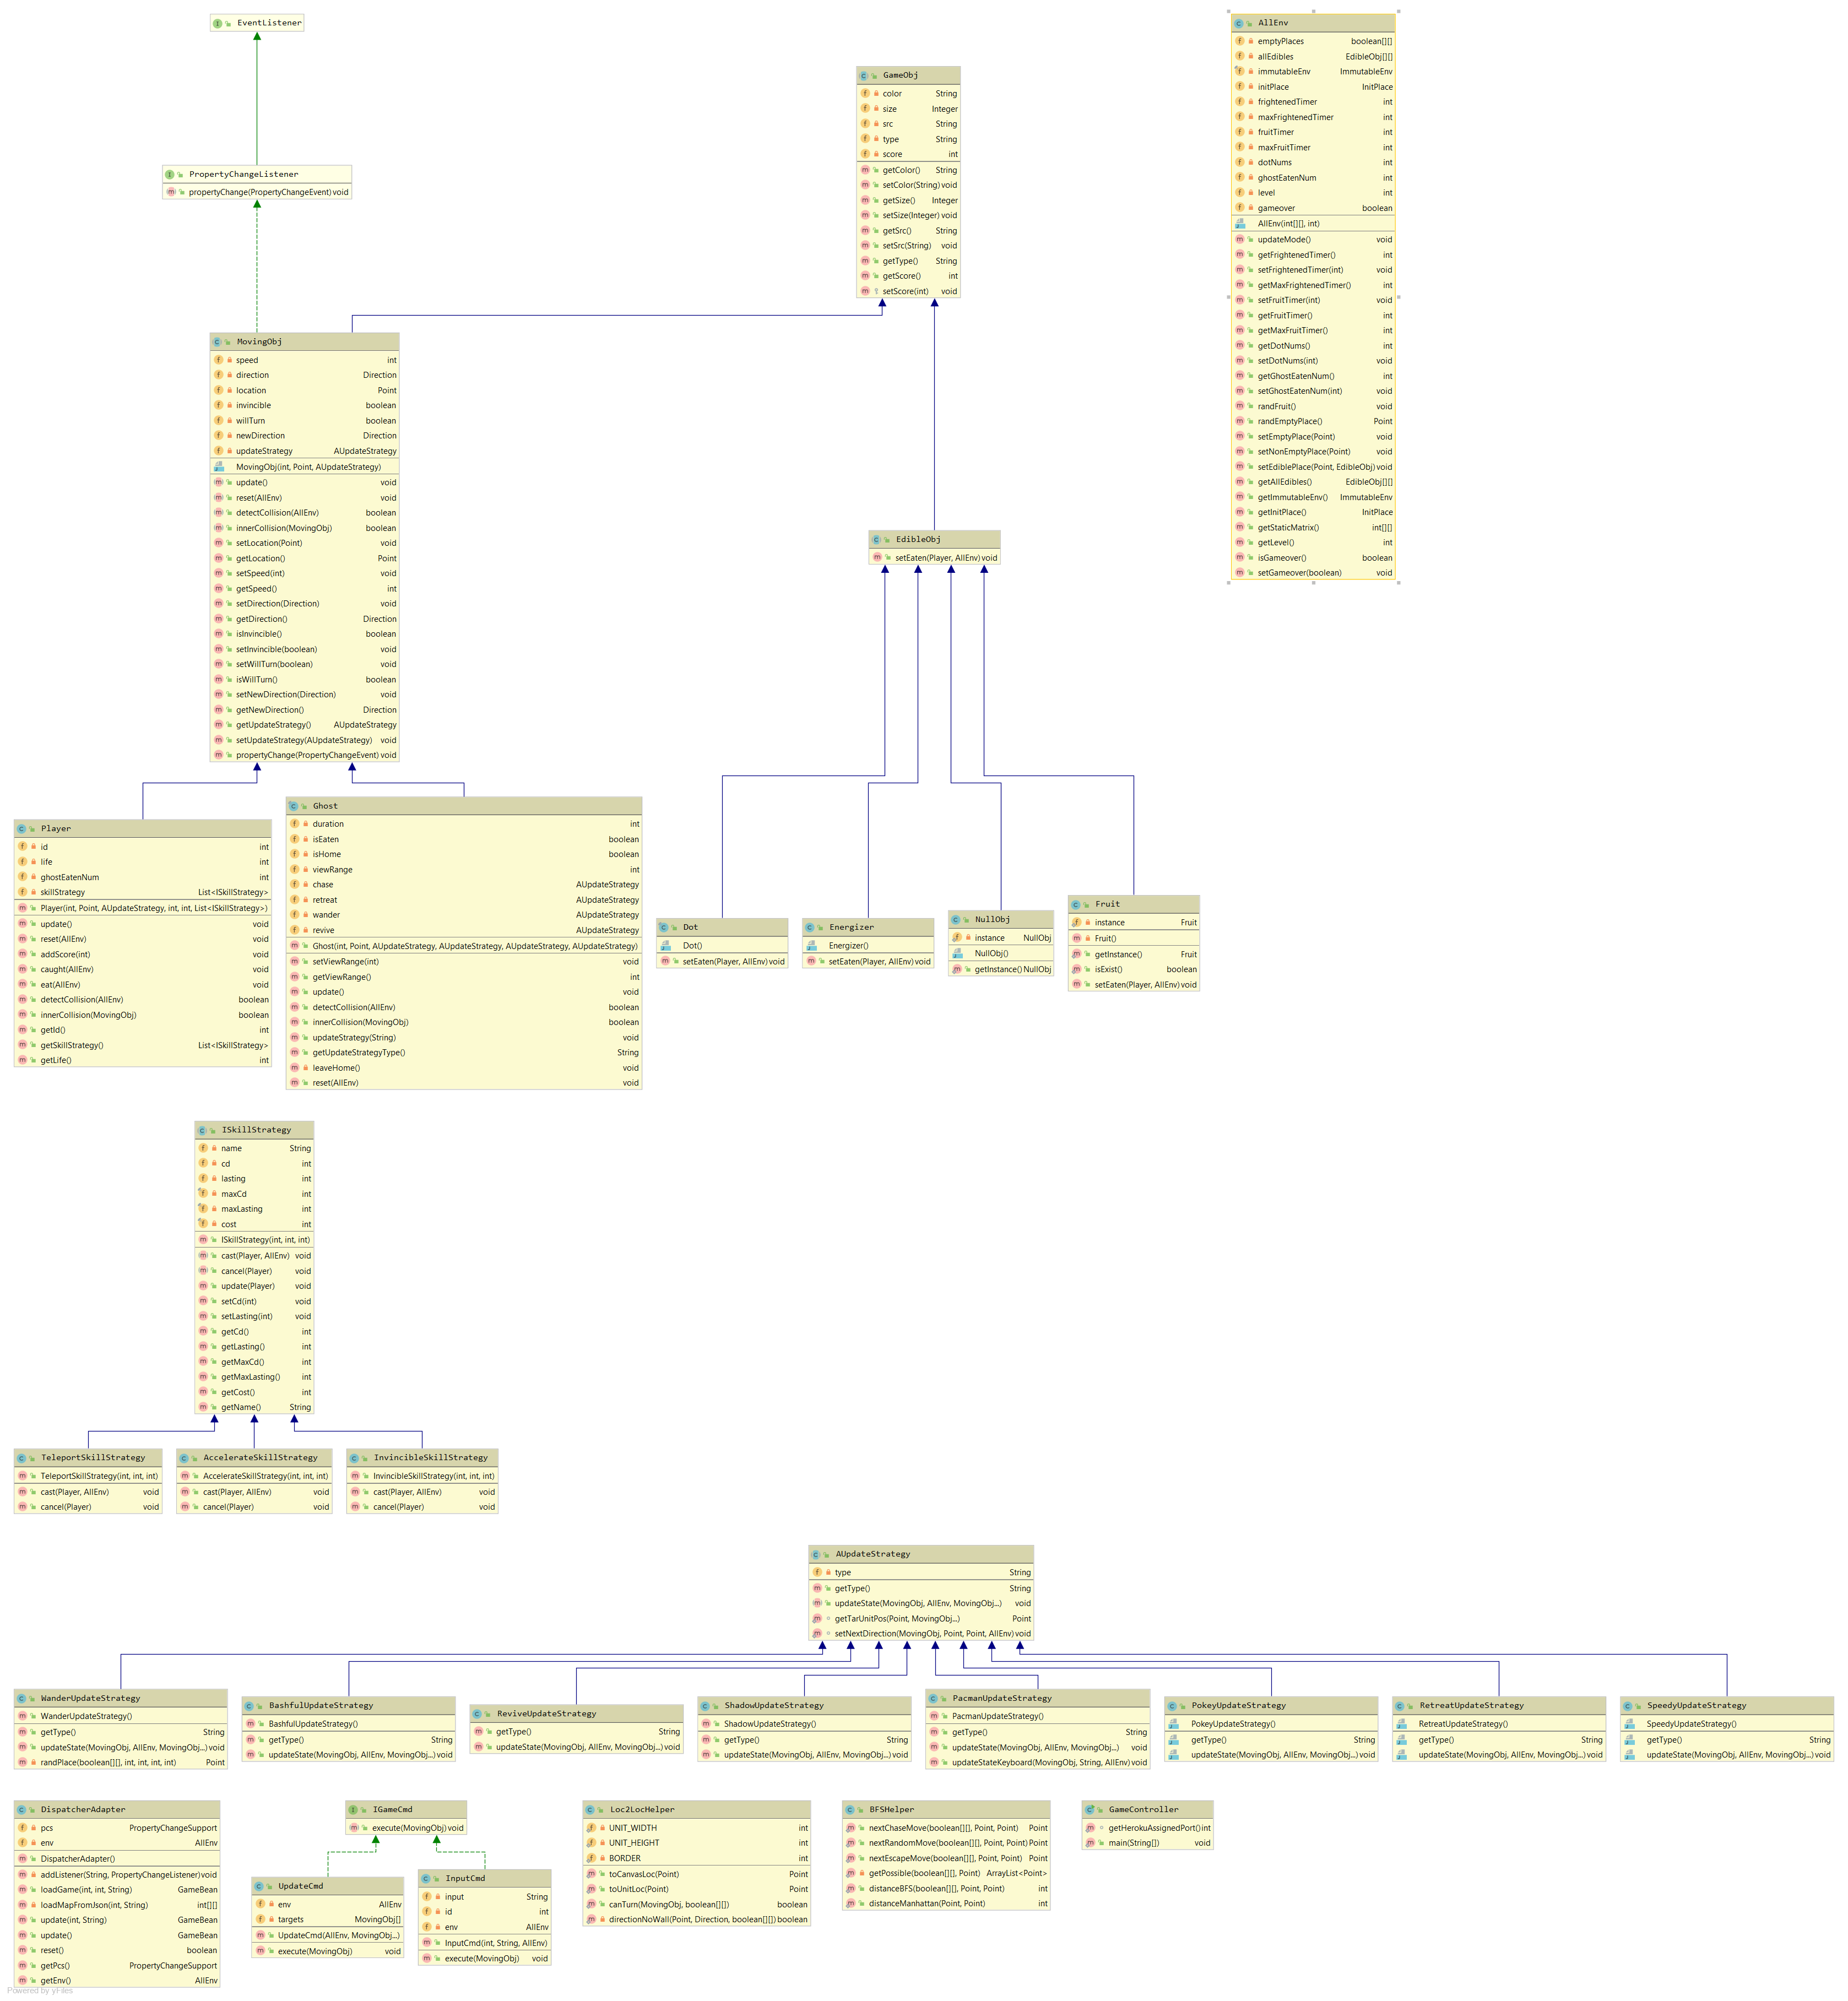 EventListener
PropertyChangeListener
propertyChange(PropertyChangeEvent) void
GameObj
color String
size Integer
src String
type String
score int
getColor() String
setColor(String) void
getSize() Integer
setSize(Integer) void
getSrc() String
setSrc(String) void
getType() String
getScore() int
setScore(int) void
AllEnv
emptyPlaces boolean[][]
allEdibles EdibleObj[][]
immutableEnv ImmutableEnv
initPlace InitPlace
frightenedTimer int
maxFrightenedTimer int
fruitTimer int
maxFruitTimer int
dotNums int
ghostEatenNum int
level int
gameover boolean
AllEnv(int[][], int)
updateMode() void
getFrightenedTimer() int
setFrightenedTimer(int) void
getMaxFrightenedTimer() int
setFruitTimer(int) void
getFruitTimer() int
getMaxFruitTimer() int
getDotNums() int
setDotNums(int) void
getGhostEatenNum() int
setGhostEatenNum(int) void
randFruit() void
randEmptyPlace() Point
setEmptyPlace(Point) void
setNonEmptyPlace(Point) void
setEdiblePlace(Point, EdibleObj) void
getAllEdibles() EdibleObj[][]
getImmutableEnv() ImmutableEnv
getInitPlace() InitPlace
getStaticMatrix() int[][]
getLevel() int
isGameover() boolean
setGameover(boolean) void
MovingObj
speed int
direction Direction
location Point
invincible boolean
willTurn boolean
newDirection Direction
updateStrategy AUpdateStrategy
MovingObj(int, Point, AUpdateStrategy)
update() void
reset(AllEnv) void
detectCollision(AllEnv) boolean
innerCollision(MovingObj) boolean
setLocation(Point) void
getLocation() Point
setSpeed(int) void
getSpeed() int
setDirection(Direction) void
getDirection() Direction
isInvincible() boolean
setInvincible(boolean) void
setWillTurn(boolean) void
isWillTurn() boolean
setNewDirection(Direction) void
getNewDirection() Direction
getUpdateStrategy() AUpdateStrategy
setUpdateStrategy(AUpdateStrategy) void
propertyChange(PropertyChangeEvent) void
EdibleObj
setEaten(Player, AllEnv) void
Player
id int
life int
ghostEatenNum int
skillStrategy List<ISkillStrategy>
Player(int, Point, AUpdateStrategy, int, int, List<ISkillStrategy>)
update() void
reset(AllEnv) void
addScore(int) void
caught(AllEnv) void
eat(AllEnv) void
detectCollision(AllEnv) boolean
innerCollision(MovingObj) boolean
getId() int
getSkillStrategy() List<ISkillStrategy>
getLife() int
Ghost
duration int
isEaten boolean
isHome boolean
viewRange int
chase AUpdateStrategy
retreat AUpdateStrategy
wander AUpdateStrategy
revive AUpdateStrategy
Ghost(int, Point, AUpdateStrategy, AUpdateStrategy, AUpdateStrategy, AUpdateStrategy)
setViewRange(int) void
getViewRange() int
update() void
detectCollision(AllEnv) boolean
innerCollision(MovingObj) boolean
updateStrategy(String) void
getUpdateStrategyType() String
leaveHome() void
reset(AllEnv) void
Dot
Dot()
setEaten(Player, AllEnv) void
Energizer
Energizer()
setEaten(Player, AllEnv) void
NullObj
instance NullObj
NullObj()
getInstance() NullObj
Fruit
instance Fruit
Fruit()
getInstance() Fruit
isExist() boolean
setEaten(Player, AllEnv) void
ISkillStrategy
name String
cd int
lasting int
maxCd int
maxLasting int
cost int
ISkillStrategy(int, int, int)
cast(Player, AllEnv) void
cancel(Player) void
update(Player) void
setCd(int) void
setLasting(int) void
getCd() int
getLasting() int
getMaxCd() int
getMaxLasting() int
getCost() int
getName() String
TeleportSkillStrategy
TeleportSkillStrategy(int, int, int)
cast(Player, AllEnv) void
cancel(Player) void
AccelerateSkillStrategy
AccelerateSkillStrategy(int, int, int)
cast(Player, AllEnv) void
cancel(Player) void
InvincibleSkillStrategy
InvincibleSkillStrategy(int, int, int)
cast(Player, AllEnv) void
cancel(Player) void
AUpdateStrategy
type String
getType() String
updateState(MovingObj, AllEnv, MovingObj...) void
getTarUnitPos(Point, MovingObj...) Point
setNextDirection(MovingObj, Point, Point, AllEnv) void
WanderUpdateStrategy
WanderUpdateStrategy()
getType() String
updateState(MovingObj, AllEnv, MovingObj...) void
randPlace(boolean[][], int, int, int, int) Point
BashfulUpdateStrategy
BashfulUpdateStrategy()
getType() String
updateState(MovingObj, AllEnv, MovingObj...) void
ReviveUpdateStrategy
getType() String
updateState(MovingObj, AllEnv, MovingObj...) void
ShadowUpdateStrategy
ShadowUpdateStrategy()
getType() String
updateState(MovingObj, AllEnv, MovingObj...) void
PacmanUpdateStrategy
PacmanUpdateStrategy()
getType() String
updateState(MovingObj, AllEnv, MovingObj...) void
updateStateKeyboard(MovingObj, String, AllEnv) void
PokeyUpdateStrategy
PokeyUpdateStrategy()
getType() String
updateState(MovingObj, AllEnv, MovingObj...) void
RetreatUpdateStrategy
RetreatUpdateStrategy()
getType() String
updateState(MovingObj, AllEnv, MovingObj...) void
SpeedyUpdateStrategy
SpeedyUpdateStrategy()
getType() String
updateState(MovingObj, AllEnv, MovingObj...) void
DispatcherAdapter
pcs PropertyChangeSupport
env AllEnv
DispatcherAdapter()
addListener(String, PropertyChangeListener) void
loadGame(int, int, String) GameBean
loadMapFromJson(int, String) int[][]
update(int, String) GameBean
update() GameBean
reset() boolean
getPcs() PropertyChangeSupport
getEnv() AllEnv
IGameCmd
execute(MovingObj) void
UpdateCmd
env AllEnv
targets MovingObj[]
UpdateCmd(AllEnv, MovingObj...)
execute(MovingObj) void
InputCmd
input String
id int
env AllEnv
InputCmd(int, String, AllEnv)
execute(MovingObj) void
Loc2LocHelper
UNIT_WIDTH int
UNIT_HEIGHT int
BORDER int
toCanvasLoc(Point) Point
toUnitLoc(Point) Point
canTurn(MovingObj, boolean[][]) boolean
directionNoWall(Point, Direction, boolean[][]) boolean
BFSHelper
nextChaseMove(boolean[][], Point, Point) Point
nextRandomMove(boolean[][], Point, Point) Point
nextEscapeMove(boolean[][], Point, Point) Point
getPossible(boolean[][], Point) ArrayList<Point>
distanceBFS(boolean[][], Point, Point) int
distanceManhattan(Point, Point) int
GameController
getHerokuAssignedPort() int
main(String[]) void
Powered by yFiles